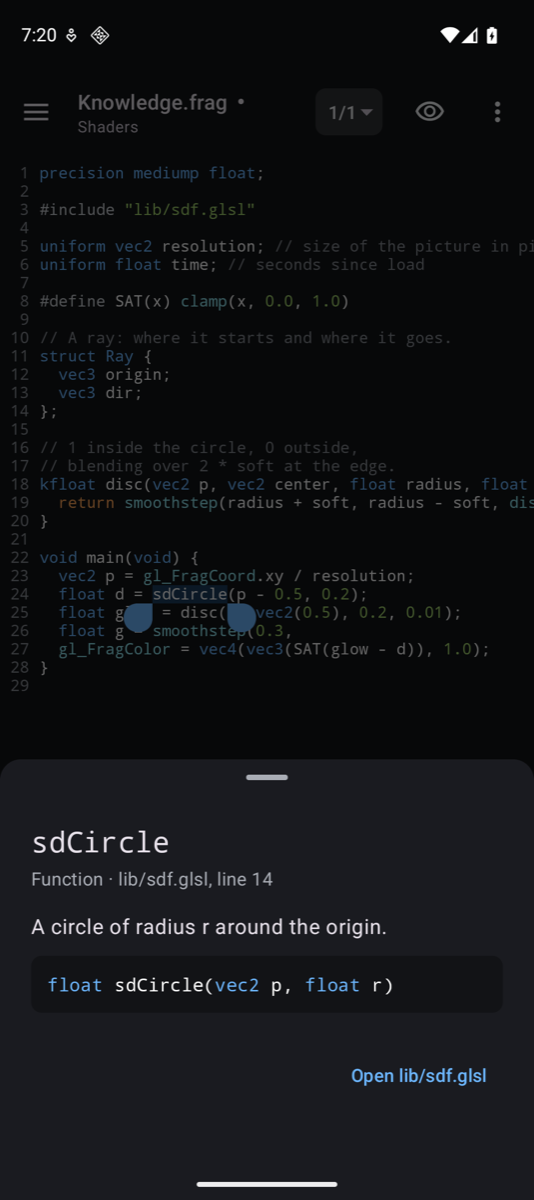 7:20
Knowledge.frag •
Shaders
1/1
1 precision mediump float;
2
3 #include "lib/sdf.glsl"
4
5 uniform vec2 resolution; // size of the picture in pi
6 uniform float time; // seconds since load
7
8 #define SAT(x) clamp(x, 0.0, 1.0)
9
10 // A ray: where it starts and where it goes.
11 struct Ray {
12 vec3 origin;
13 vec3 dir;
14 };
15
16 // 1 inside the circle, 0 outside,
17 // blending over 2 * soft at the edge.
18 kfloat disc(vec2 p, vec2 center, float radius, float
19 return smoothstep(radius + soft, radius - soft, dis
20 }
21
22 void main(void) {
23 vec2 p = gl_FragCoord.xy / resolution;
24 float d = sdCircle(p - 0.5, 0.2);
25 float g = disc( vec2(0.5), 0.2, 0.01);
26 float g smoothstep(0.3,
27 gl_FragColor = vec4(vec3(SAT(glow - d)), 1.0);
28 }
29
sdCircle
Function · lib/sdf.glsl, line 14
A circle of radius r around the origin.
float sdCircle(vec2 p, float r)
Open lib/sdf.glsl